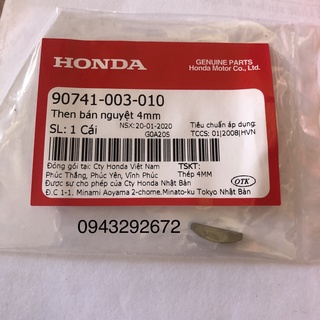 HONDA
GENUINE PARTS
Honda Motor Co., Ltd.
90741-003-010
Then bán nguyệt 4mm
NSX: 20-01-2020
Tiêu chuẩn áp dụng:
SL: 1 Cái
G0A20S
TCCS: 01|2008|HVN
Đóng gói tại: Cty Honda Việt Nam
TSKT:
Phúc Thắng, Phúc Yên, Vĩnh Phúc
Thép 4MM
Được sự cho phép của Cty Honda Nhật Bản
OTK
Đ.C 1-1. Minami Aoyama 2-chome.Minato-ku Tokyo Nhật Bản
0943292672